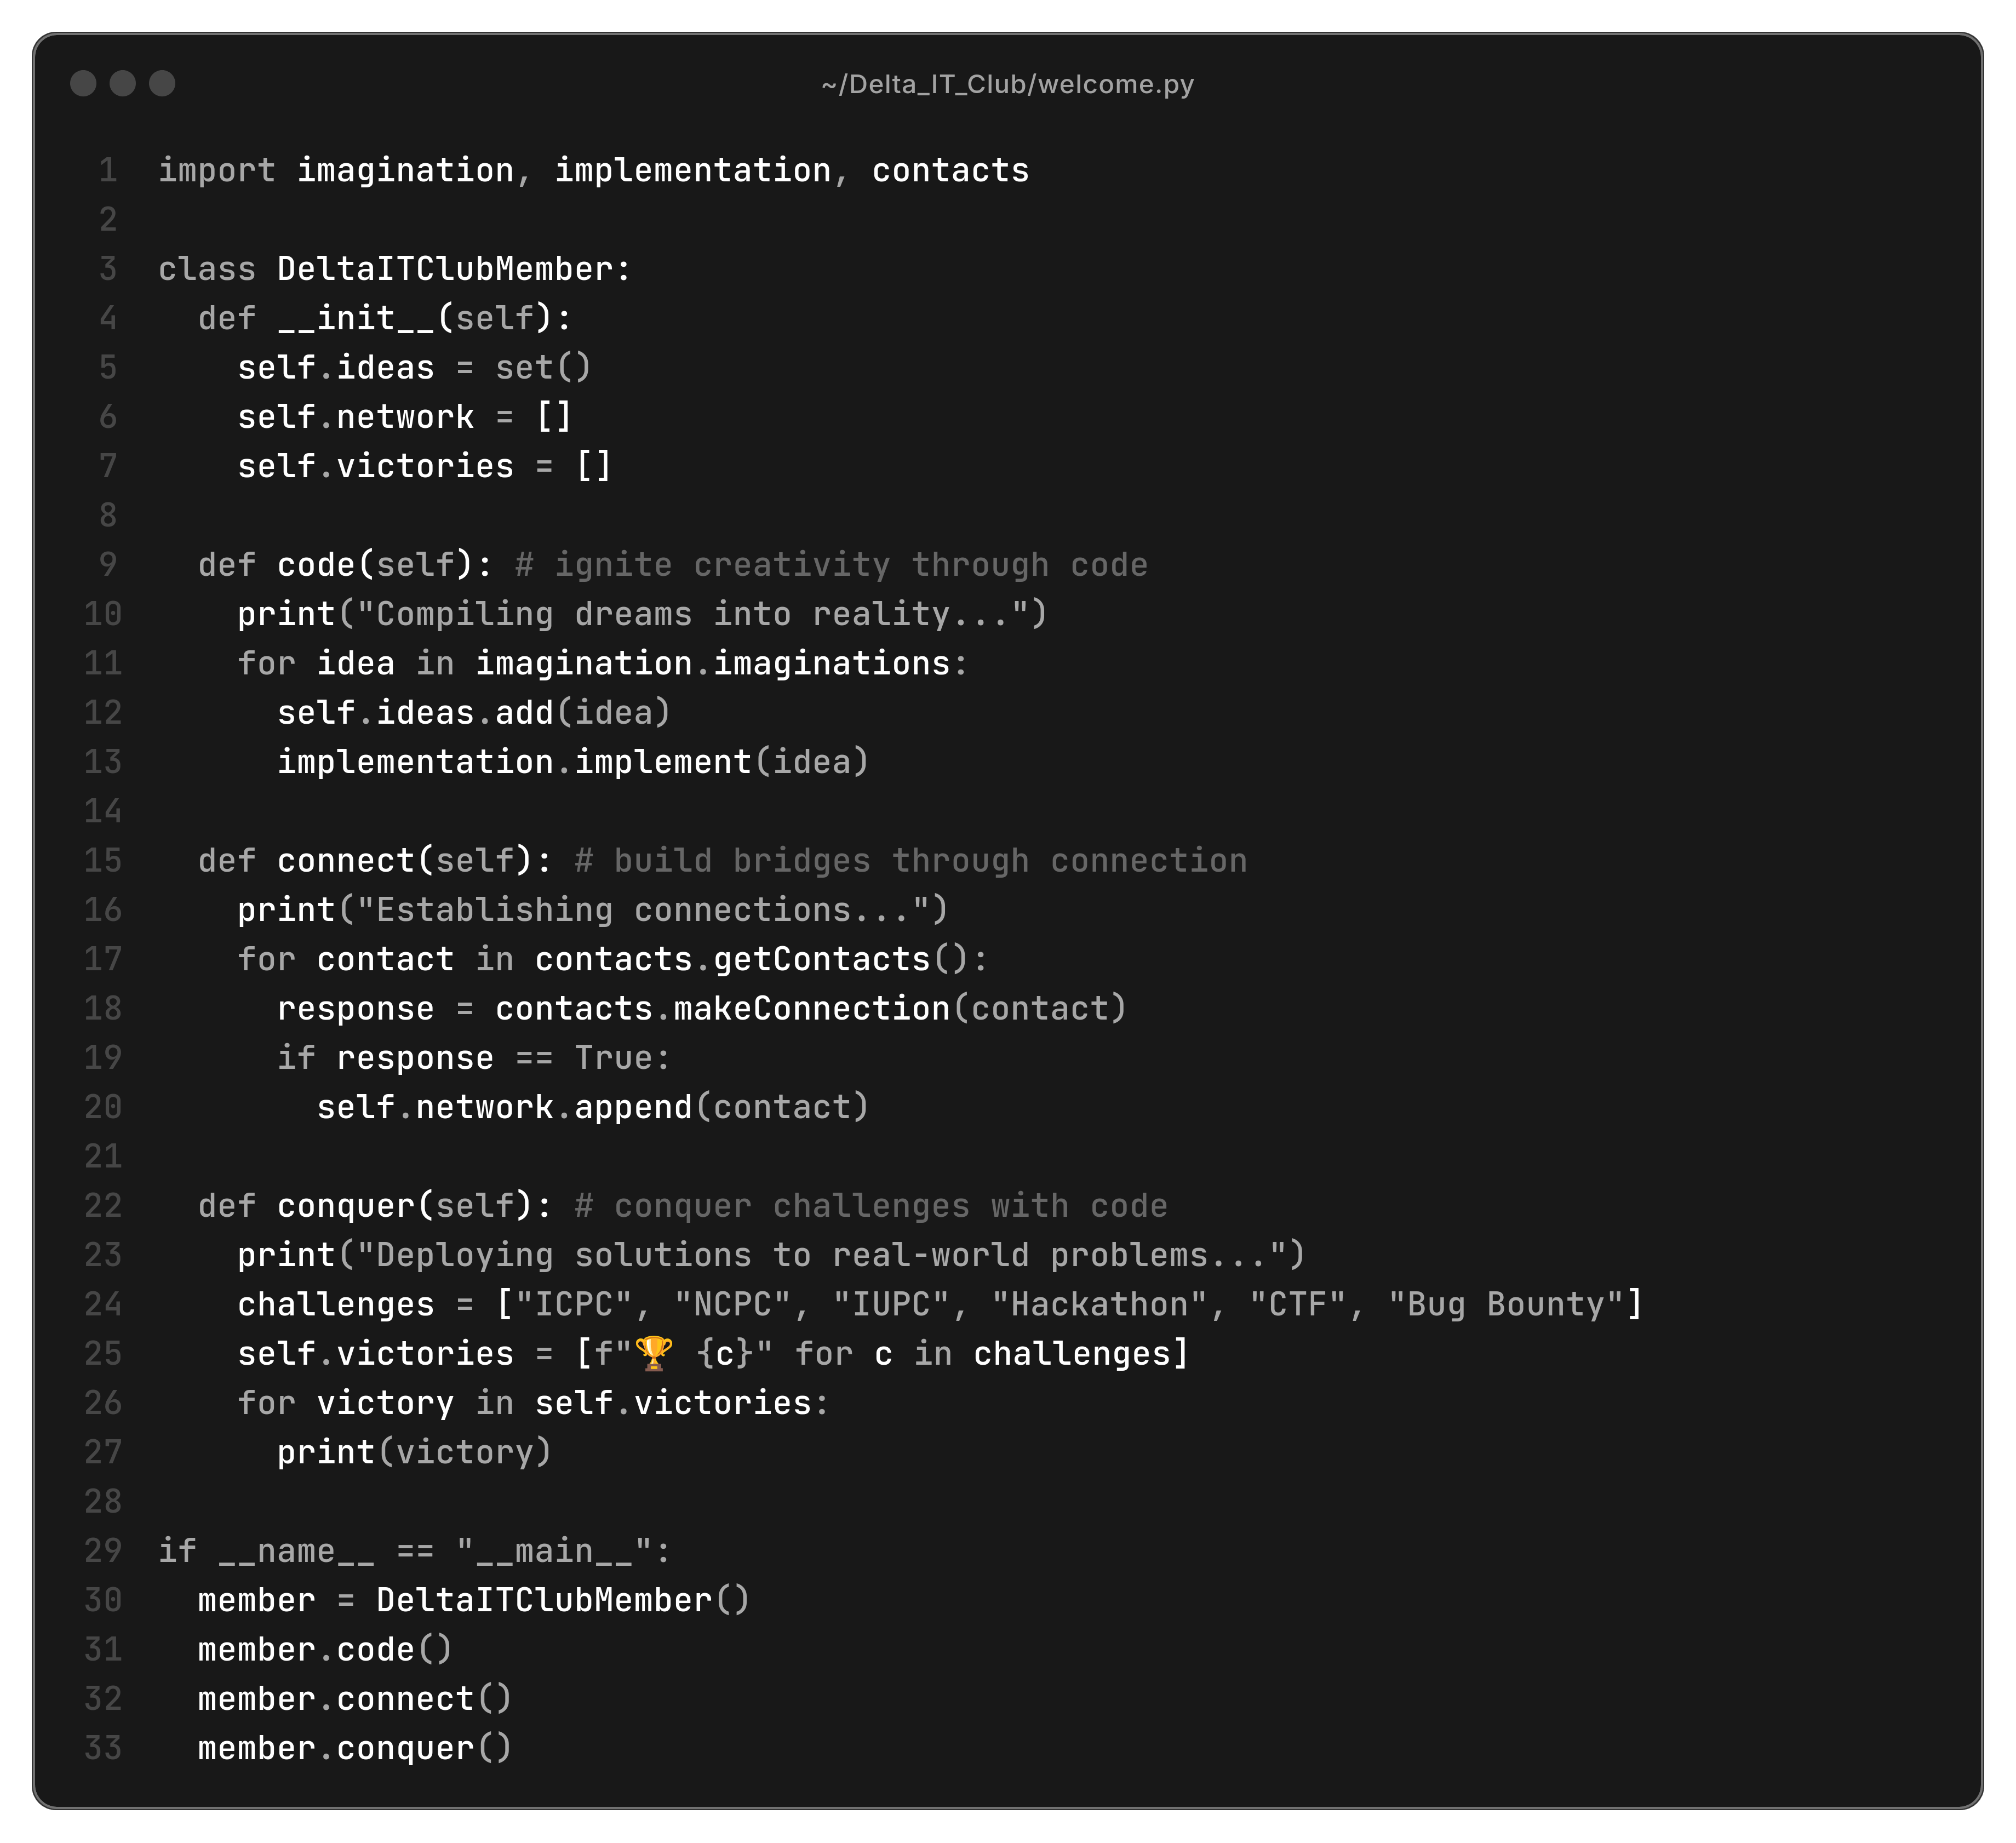 ~/Delta_IT_Club/welcome.py
1 import imagination, implementation, contacts
2
3 class DeltaITClubMember:
4   def __init__(self):
5     self.ideas = set()
6     self.network = []
7     self.victories = []
8
9   def code(self): # ignite creativity through code
10     print("Compiling dreams into reality...")
11     for idea in imagination.imaginations:
12       self.ideas.add(idea)
13       implementation.implement(idea)
14
15   def connect(self): # build bridges through connection
16     print("Establishing connections...")
17     for contact in contacts.getContacts():
18       response = contacts.makeConnection(contact)
19       if response == True:
20         self.network.append(contact)
21
22   def conquer(self): # conquer challenges with code
23     print("Deploying solutions to real-world problems...")
24     challenges = ["ICPC", "NCPC", "IUPC", "Hackathon", "CTF", "Bug Bounty"]
25     self.victories = [f"🏆 {c}" for c in challenges]
26     for victory in self.victories:
27       print(victory)
28
29 if __name__ == "__main__":
30   member = DeltaITClubMember()
31   member.code()
32   member.connect()
33   member.conquer()